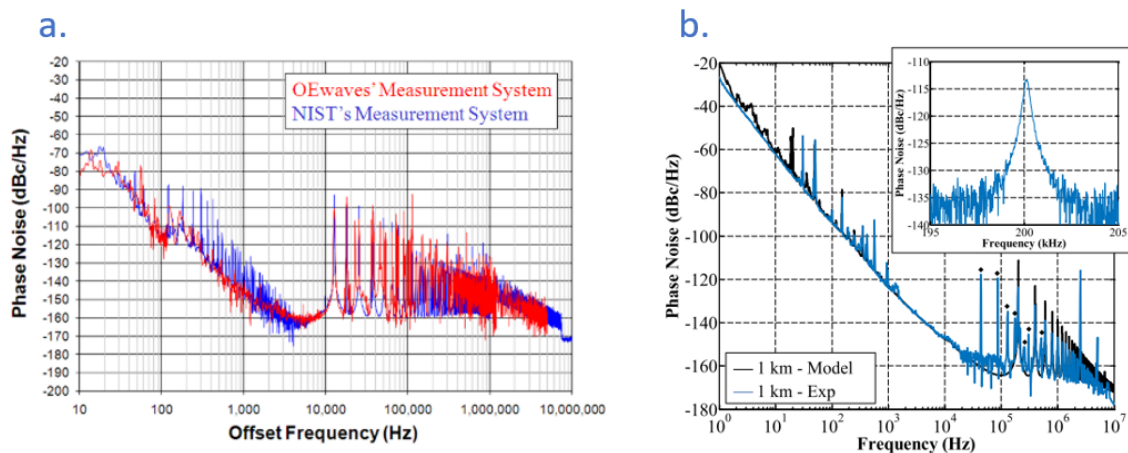 a.
-20
-30
-40
-50
-60
-70
-80
-90
-100
-110
-120
-130
-140
-150
-160
-170
-180
-190
-200
Phase Noise (dBc/Hz)
OEwaves' Measurement System
NIST's Measurement System
10 100 1,000 10,000 100,000 1,000,000 10,000,000
Offset Frequency (Hz)
b.
-20
-40
-60
-80
-100
-120
-140
-160
-180
Phase Noise (dBc/Hz)
1 km - Model
1 km - Exp
10⁰ 10¹ 10² 10³ 10⁴ 10⁵ 10⁶ 10⁷
Frequency (Hz)
-110
-115
-120
-125
-130
-135
-140
Phase Noise (dBc/Hz)
195 200 205
Frequency (kHz)